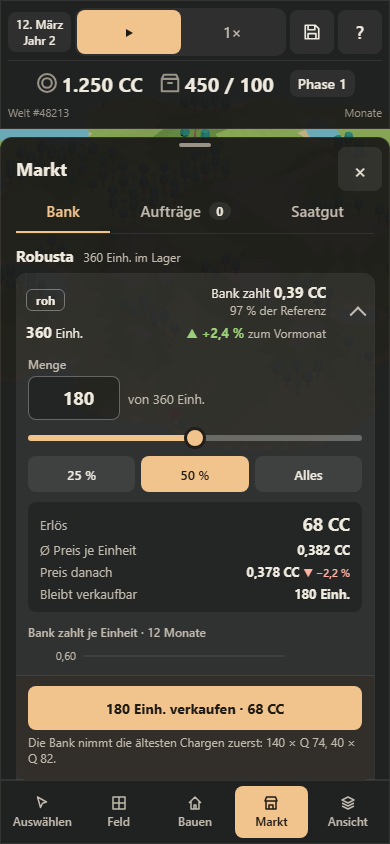 12. März
Jahr 2
1×
?
1.250 CC
450 / 100
Phase 1
Welt #48213
Monate
Markt
×
Bank
Aufträge 0
Saatgut
Robusta 360 Einh. im Lager
roh
Bank zahlt 0,39 CC
97 % der Referenz
360 Einh.
▲ +2,4 % zum Vormonat
Menge
180 von 360 Einh.
25 %
50 %
Alles
Erlös 68 CC
Ø Preis je Einheit 0,382 CC
Preis danach 0,378 CC ▼ −2,2 %
Bleibt verkaufbar 180 Einh.
Bank zahlt je Einheit · 12 Monate
0,60
180 Einh. verkaufen · 68 CC
Die Bank nimmt die ältesten Chargen zuerst: 140 × Q 74, 40 ×
Q 82.
Auswählen
Feld
Bauen
Markt
Ansicht